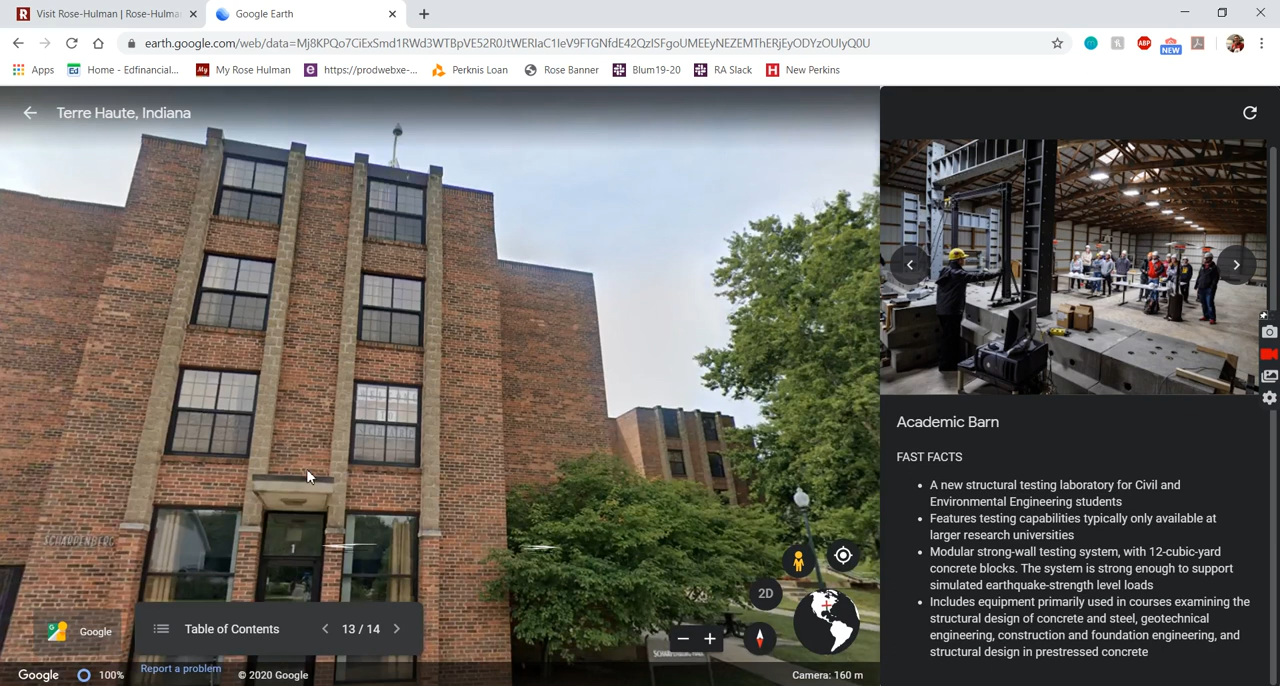 Visit Rose-Hulman | Rose-Hulma
Google Earth
earth.google.com/web/data=Mj8KPQo7CiExSmd1RWd3WTBpVE52R0JtWERIaC1IeV9FTGNfdE42QzISFgoUMEEyNEZEMThERjEyODYzOUIyQ0U
NEW
ABP
Apps
Home - Edfinancial...
My Rose Hulman
https://prodwebxe-...
Perknis Loan
Rose Banner
Blum19-20
RA Slack
New Perkins
Terre Haute, Indiana
1
Google
Table of Contents
13 / 14
2D
Report a problem
Google
100%
© 2020 Google
Camera: 160 m
Academic Barn
FAST FACTS
A new structural testing laboratory for Civil and
Environmental Engineering students
Features testing capabilities typically only available at
larger research universities
Modular strong-wall testing system, with 12-cubic-yard
concrete blocks. The system is strong enough to support
simulated earthquake-strength level loads
Includes equipment primarily used in courses examining the
structural design of concrete and steel, geotechnical
engineering, construction and foundation engineering, and
structural design in prestressed concrete